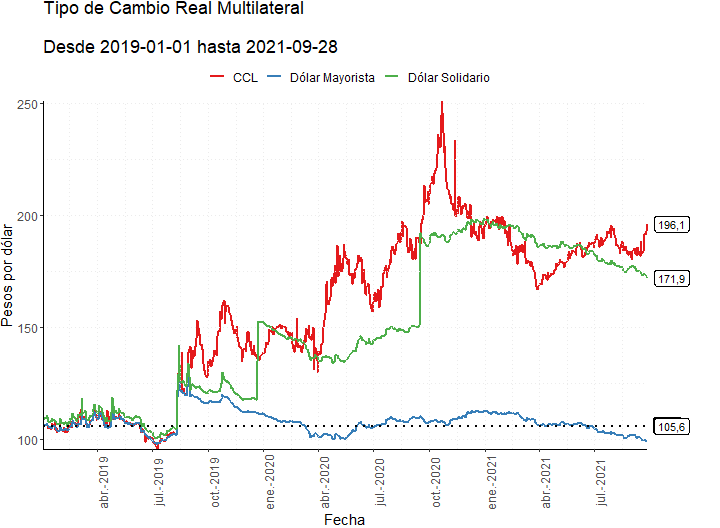 Tipo de Cambio Real Multilateral
Desde 2019-01-01 hasta 2021-09-28
CCL Dólar Mayorista Dólar Solidario
Pesos por dólar
250
200
150
100
196,1
171,9
105,6
abr.-2019
jul.-2019
oct.-2019
ene.-2020
abr.-2020
jul.-2020
oct.-2020
ene.-2021
abr.-2021
jul.-2021
Fecha